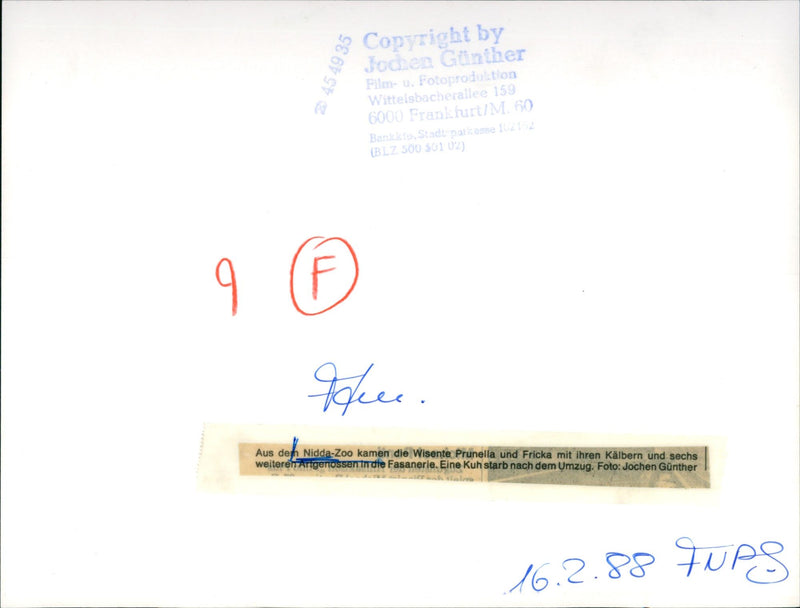 ☎ 454935
Copyright by
Jochen Günther
Film- u. Fotoproduktion
Wittelsbacherallee 159
6000 Frankfurt/M. 60
Bankkto. Stadtsparkasse
(BLZ 500 501 02)
9 F
Aus dem Nidda-Zoo kamen die Wisente Prunella und Fricka mit ihren Kälbern und sechs
weiteren Artgenossen in die Fasanerie. Eine Kuh starb nach dem Umzug. Foto: Jochen Günther
16.2.88 FNP